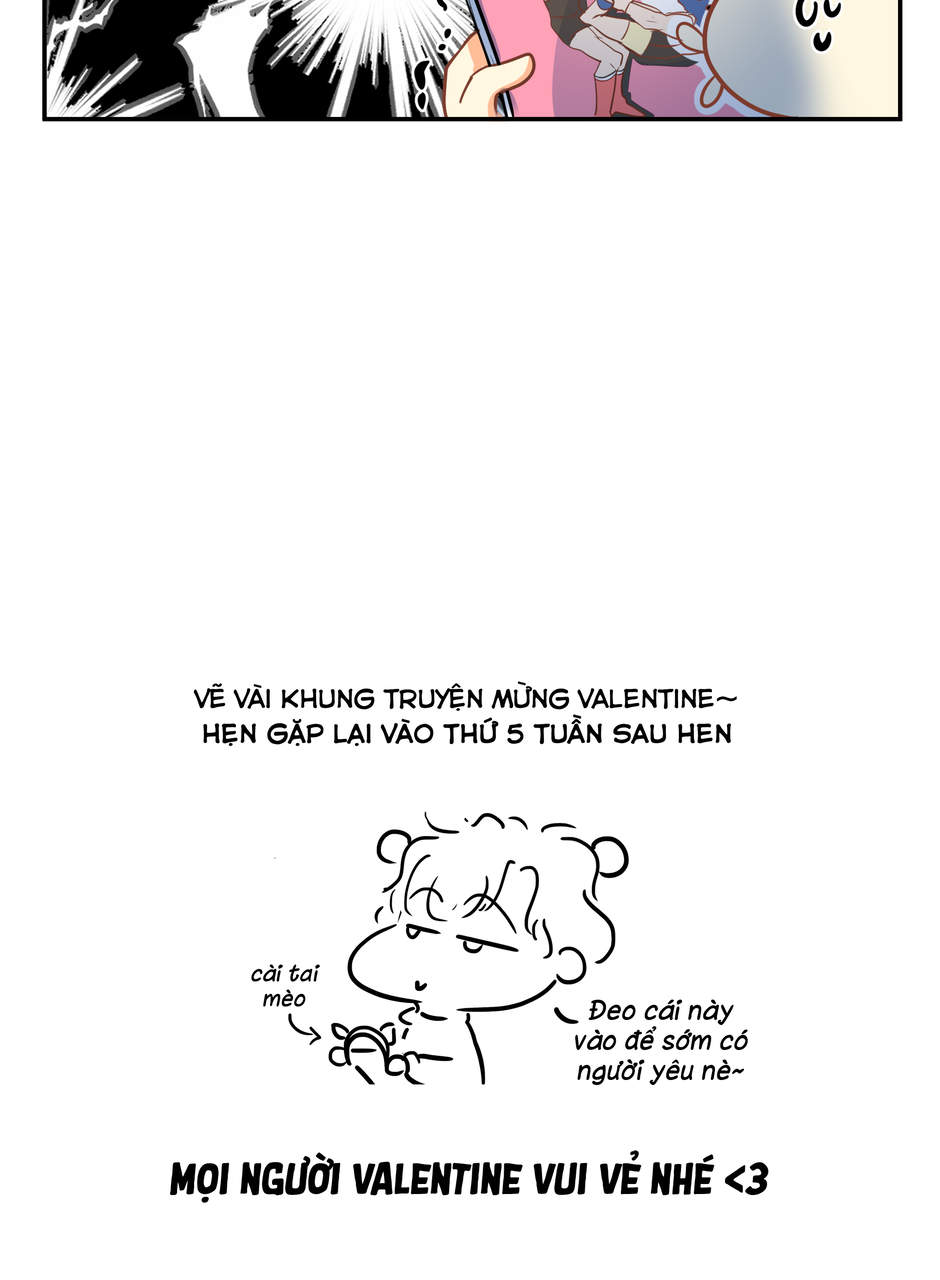 VẼ VÀI KHUNG TRUYỆN MỪNG VALENTINE~
HẸN GẶP LẠI VÀO THỨ 5 TUẦN SAU HEN
cài tai
mèo
Đeo cái này
vào để sớm có
người yêu nè~
MỌI NGƯỜI VALENTINE VUI VẺ NHÉ <3